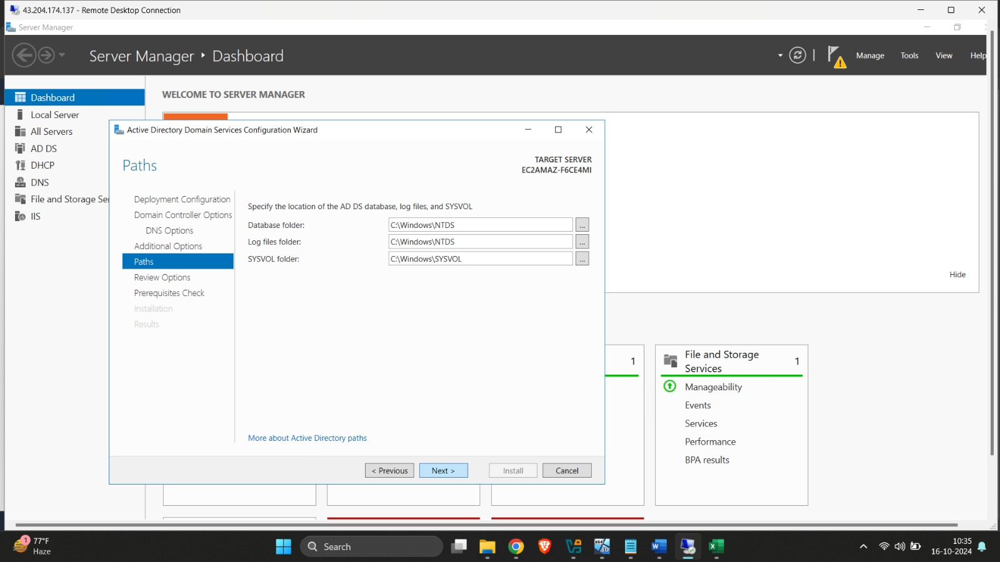 43.204.174.137 - Remote Desktop Connection
Server Manager
Server Manager ‣ Dashboard
Manage
Tools
View
Help
Dashboard
Local Server
All Servers
AD DS
DHCP
DNS
File and Storage Ser
IIS
WELCOME TO SERVER MANAGER
Active Directory Domain Services Configuration Wizard
Paths
TARGET SERVER
EC2AMAZ-F6CE4MI
Deployment Configuration
Domain Controller Options
DNS Options
Additional Options
Paths
Review Options
Prerequisites Check
Installation
Results
Specify the location of the AD DS database, log files, and SYSVOL
Database folder: C:\Windows\NTDS ...
Log files folder: C:\Windows\NTDS ...
SYSVOL folder: C:\Windows\SYSVOL ...
More about Active Directory paths
< Previous Next > Install Cancel
Hide
1
File and Storage
Services
1
Manageability
Events
Services
Performance
BPA results
1
77°F
Haze
Search
x64
10
10:35
16-10-2024